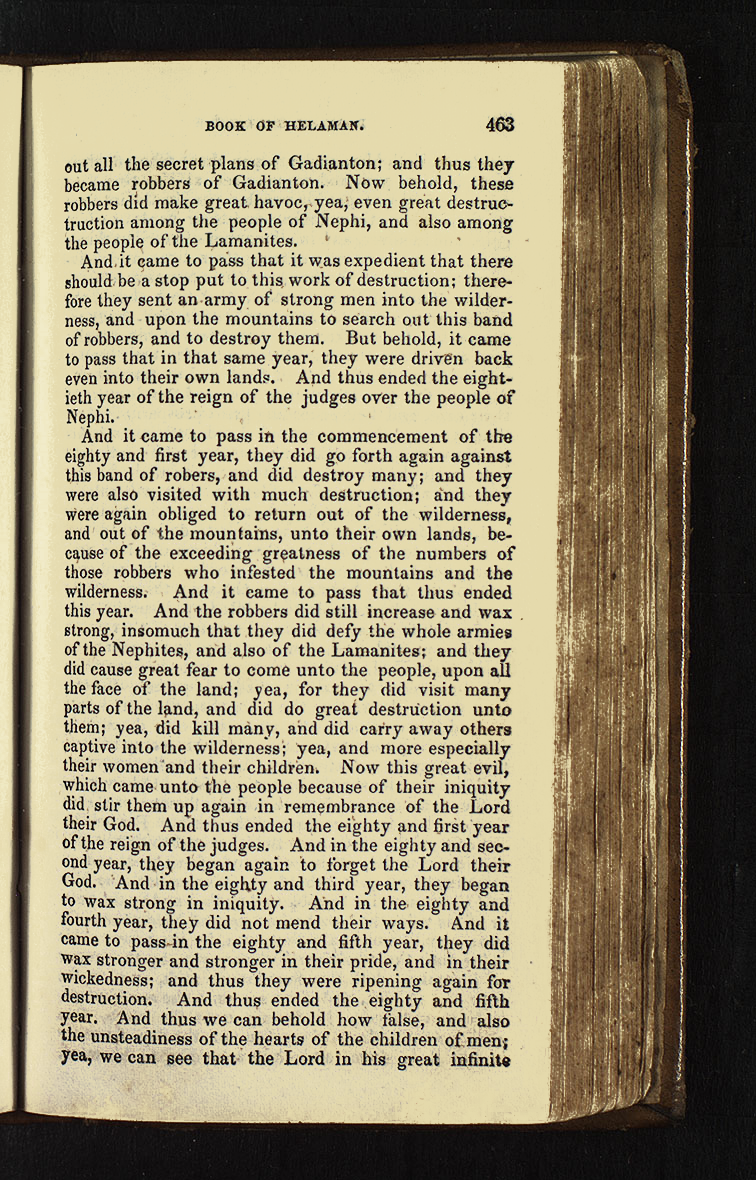 BOOK OF HELAMAN. 463
out all the secret plans of Gadianton; and thus they
became robbers of Gadianton. Now behold, these
robbers did make great havoc, yea, even great destruc-
truction among the people of Nephi, and also among
the people of the Lamanites.
And it came to pass that it was expedient that there
should be a stop put to this work of destruction; there-
fore they sent an army of strong men into the wilder-
ness, and upon the mountains to search out this band
of robbers, and to destroy them. But behold, it came
to pass that in that same year, they were driven back
even into their own lands. And thus ended the eight-
ieth year of the reign of the judges over the people of
Nephi.
And it came to pass in the commencement of the
eighty and first year, they did go forth again against
this band of robers, and did destroy many; and they
were also visited with much destruction; and they
were again obliged to return out of the wilderness,
and out of the mountains, unto their own lands, be-
cause of the exceeding greatness of the numbers of
those robbers who infested the mountains and the
wilderness. And it came to pass that thus ended
this year. And the robbers did still increase and wax
strong, insomuch that they did defy the whole armies
of the Nephites, and also of the Lamanites; and they
did cause great fear to come unto the people, upon all
the face of the land; yea, for they did visit many
parts of the land, and did do great destruction unto
them; yea, did kill many, and did carry away others
captive into the wilderness; yea, and more especially
their women and their children. Now this great evil,
which came unto the people because of their iniquity
did stir them up again in remembrance of the Lord
their God. And thus ended the eighty and first year
of the reign of the judges. And in the eighty and sec-
ond year, they began again to forget the Lord their
God. And in the eighty and third year, they began
to wax strong in iniquity. And in the eighty and
fourth year, they did not mend their ways. And it
came to pass in the eighty and fifth year, they did
wax stronger and stronger in their pride, and in their
wickedness; and thus they were ripening again for
destruction. And thus ended the eighty and fifth
year. And thus we can behold how false, and also
the unsteadiness of the hearts of the children of men;
yea, we can see that the Lord in his great infinite